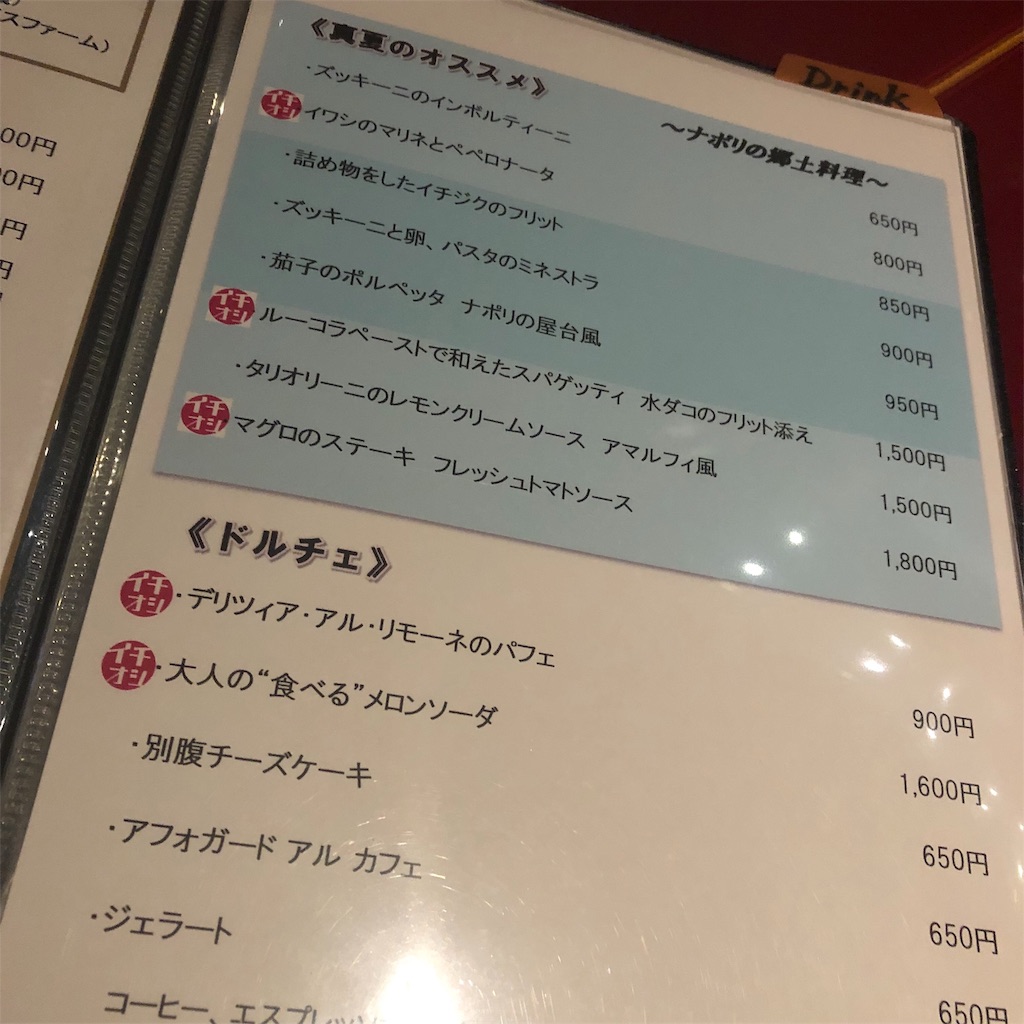 スファーム)
00円
00円
円
円
Drink
《真夏のオススメ》
～ナポリの郷土料理～
・ズッキーニのインポルティーニ 650円
イチオシ イワシのマリネとペペロナータ 800円
・詰め物をしたイチジクのフリット 850円
・ズッキーニと卵、パスタのミネストラ 900円
・茄子のポルペッタ ナポリの屋台風 950円
イチオシ ルーコラペーストで和えたスパゲッティ 水ダコのフリット添え 1,500円
・タリオリーニのレモンクリームソース アマルフィ風 1,500円
イチオシ マグロのステーキ フレッシュトマトソース 1,800円
《ドルチェ》
イチオシ ・デリツィア・アル・リモーネのパフェ 900円
イチオシ ・大人の“食べる”メロンソーダ 1,600円
・別腹チーズケーキ 650円
・アフォガード アル カフェ 650円
・ジェラート 650円
コーヒー、エスプレッソ